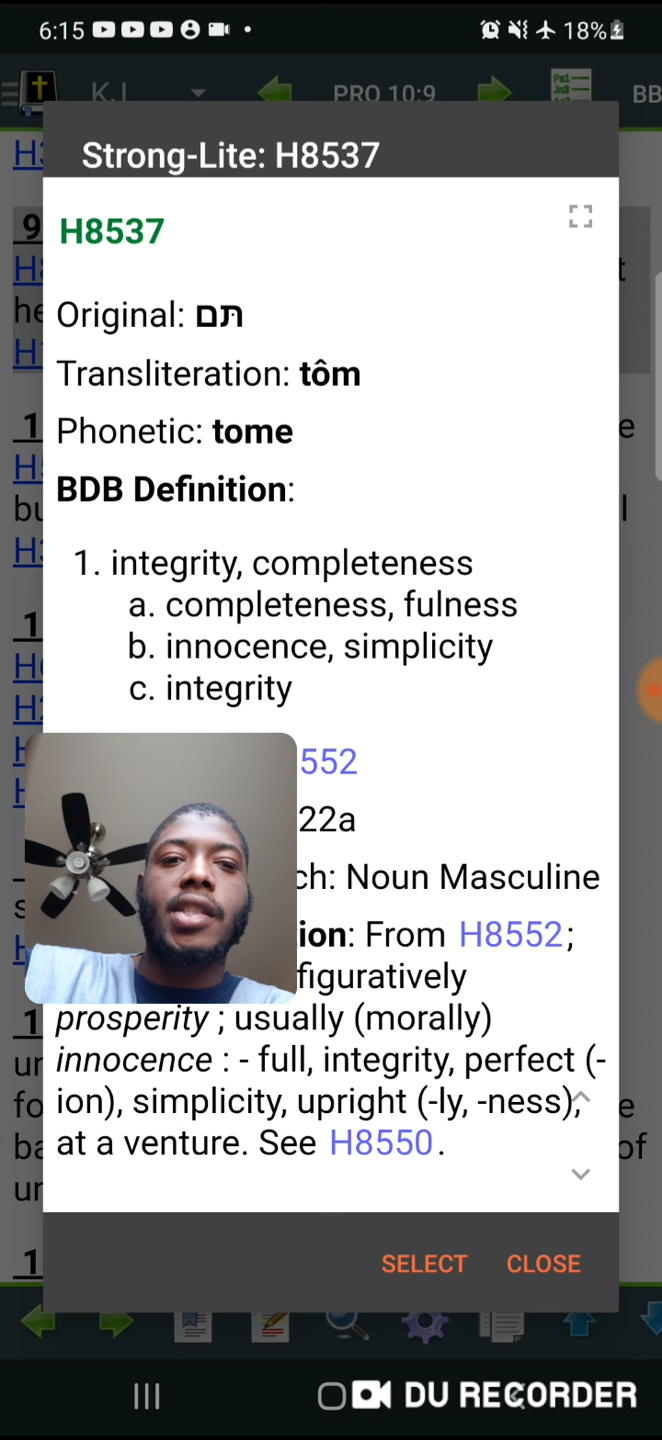 6:15 18%
K.I PRO 10:9 BB
Strong-Lite: H8537
H8537
Original: תֹּם
Transliteration: tôm
Phonetic: tome
BDB Definition:
1. integrity, completeness
a. completeness, fulness
b. innocence, simplicity
c. integrity
552
22a
ch: Noun Masculine
ion: From H8552;
figuratively
prosperity ; usually (morally)
innocence : - full, integrity, perfect (-
ion), simplicity, upright (-ly, -ness),
at a venture. See H8550.
SELECT CLOSE
DU RECORDER